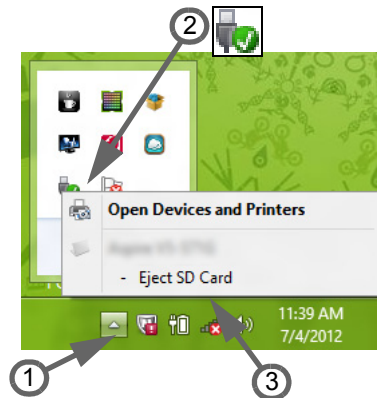 2
Open Devices and Printers
- Eject SD Card
11:39 AM
7/4/2012
1
3